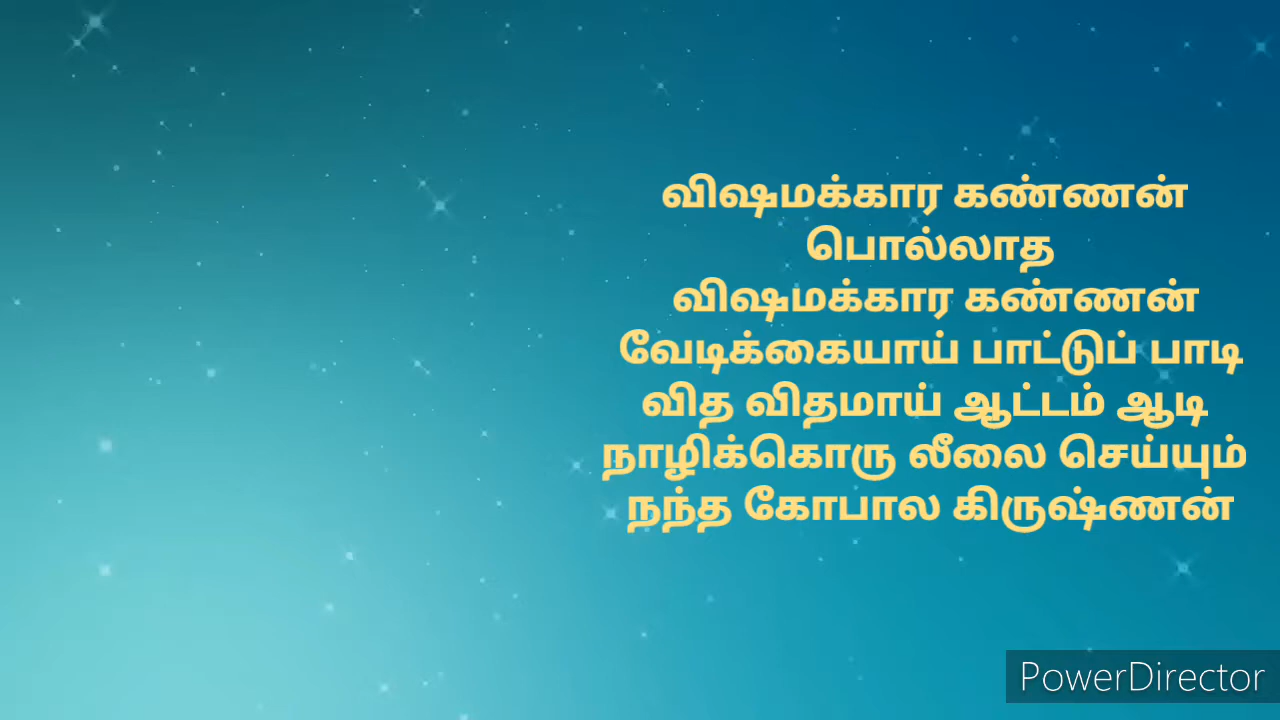 விஷமக்கார கண்ணன்
பொல்லாத
விஷமக்கார கண்ணன்
வேடிக்கையாய் பாட்டுப் பாடி
வித விதமாய் ஆட்டம் ஆடி
நாழிக்கொரு லீலை செய்யும்
நந்த கோபால கிருஷ்ணன்
PowerDirector